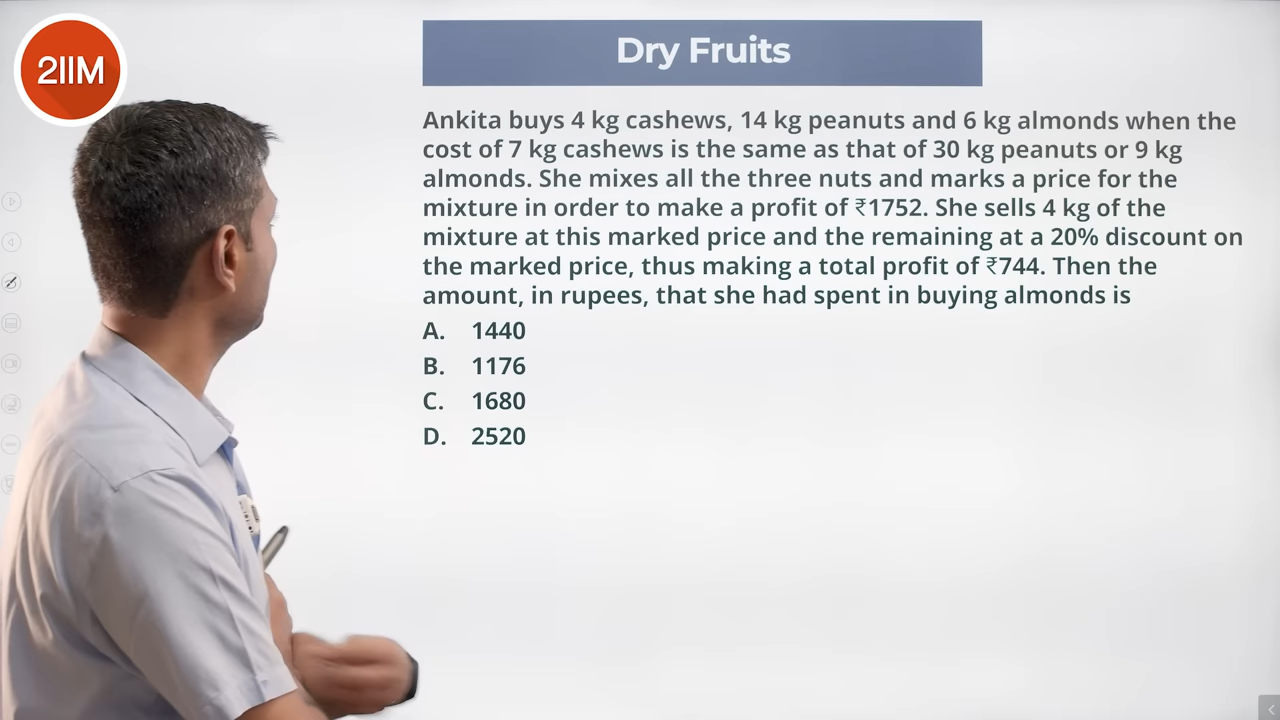 2IIM
Dry Fruits
Ankita buys 4 kg cashews, 14 kg peanuts and 6 kg almonds when the
cost of 7 kg cashews is the same as that of 30 kg peanuts or 9 kg
almonds. She mixes all the three nuts and marks a price for the
mixture in order to make a profit of ₹1752. She sells 4 kg of the
mixture at this marked price and the remaining at a 20% discount on
the marked price, thus making a total profit of ₹744. Then the
amount, in rupees, that she had spent in buying almonds is
A. 1440
B. 1176
C. 1680
D. 2520